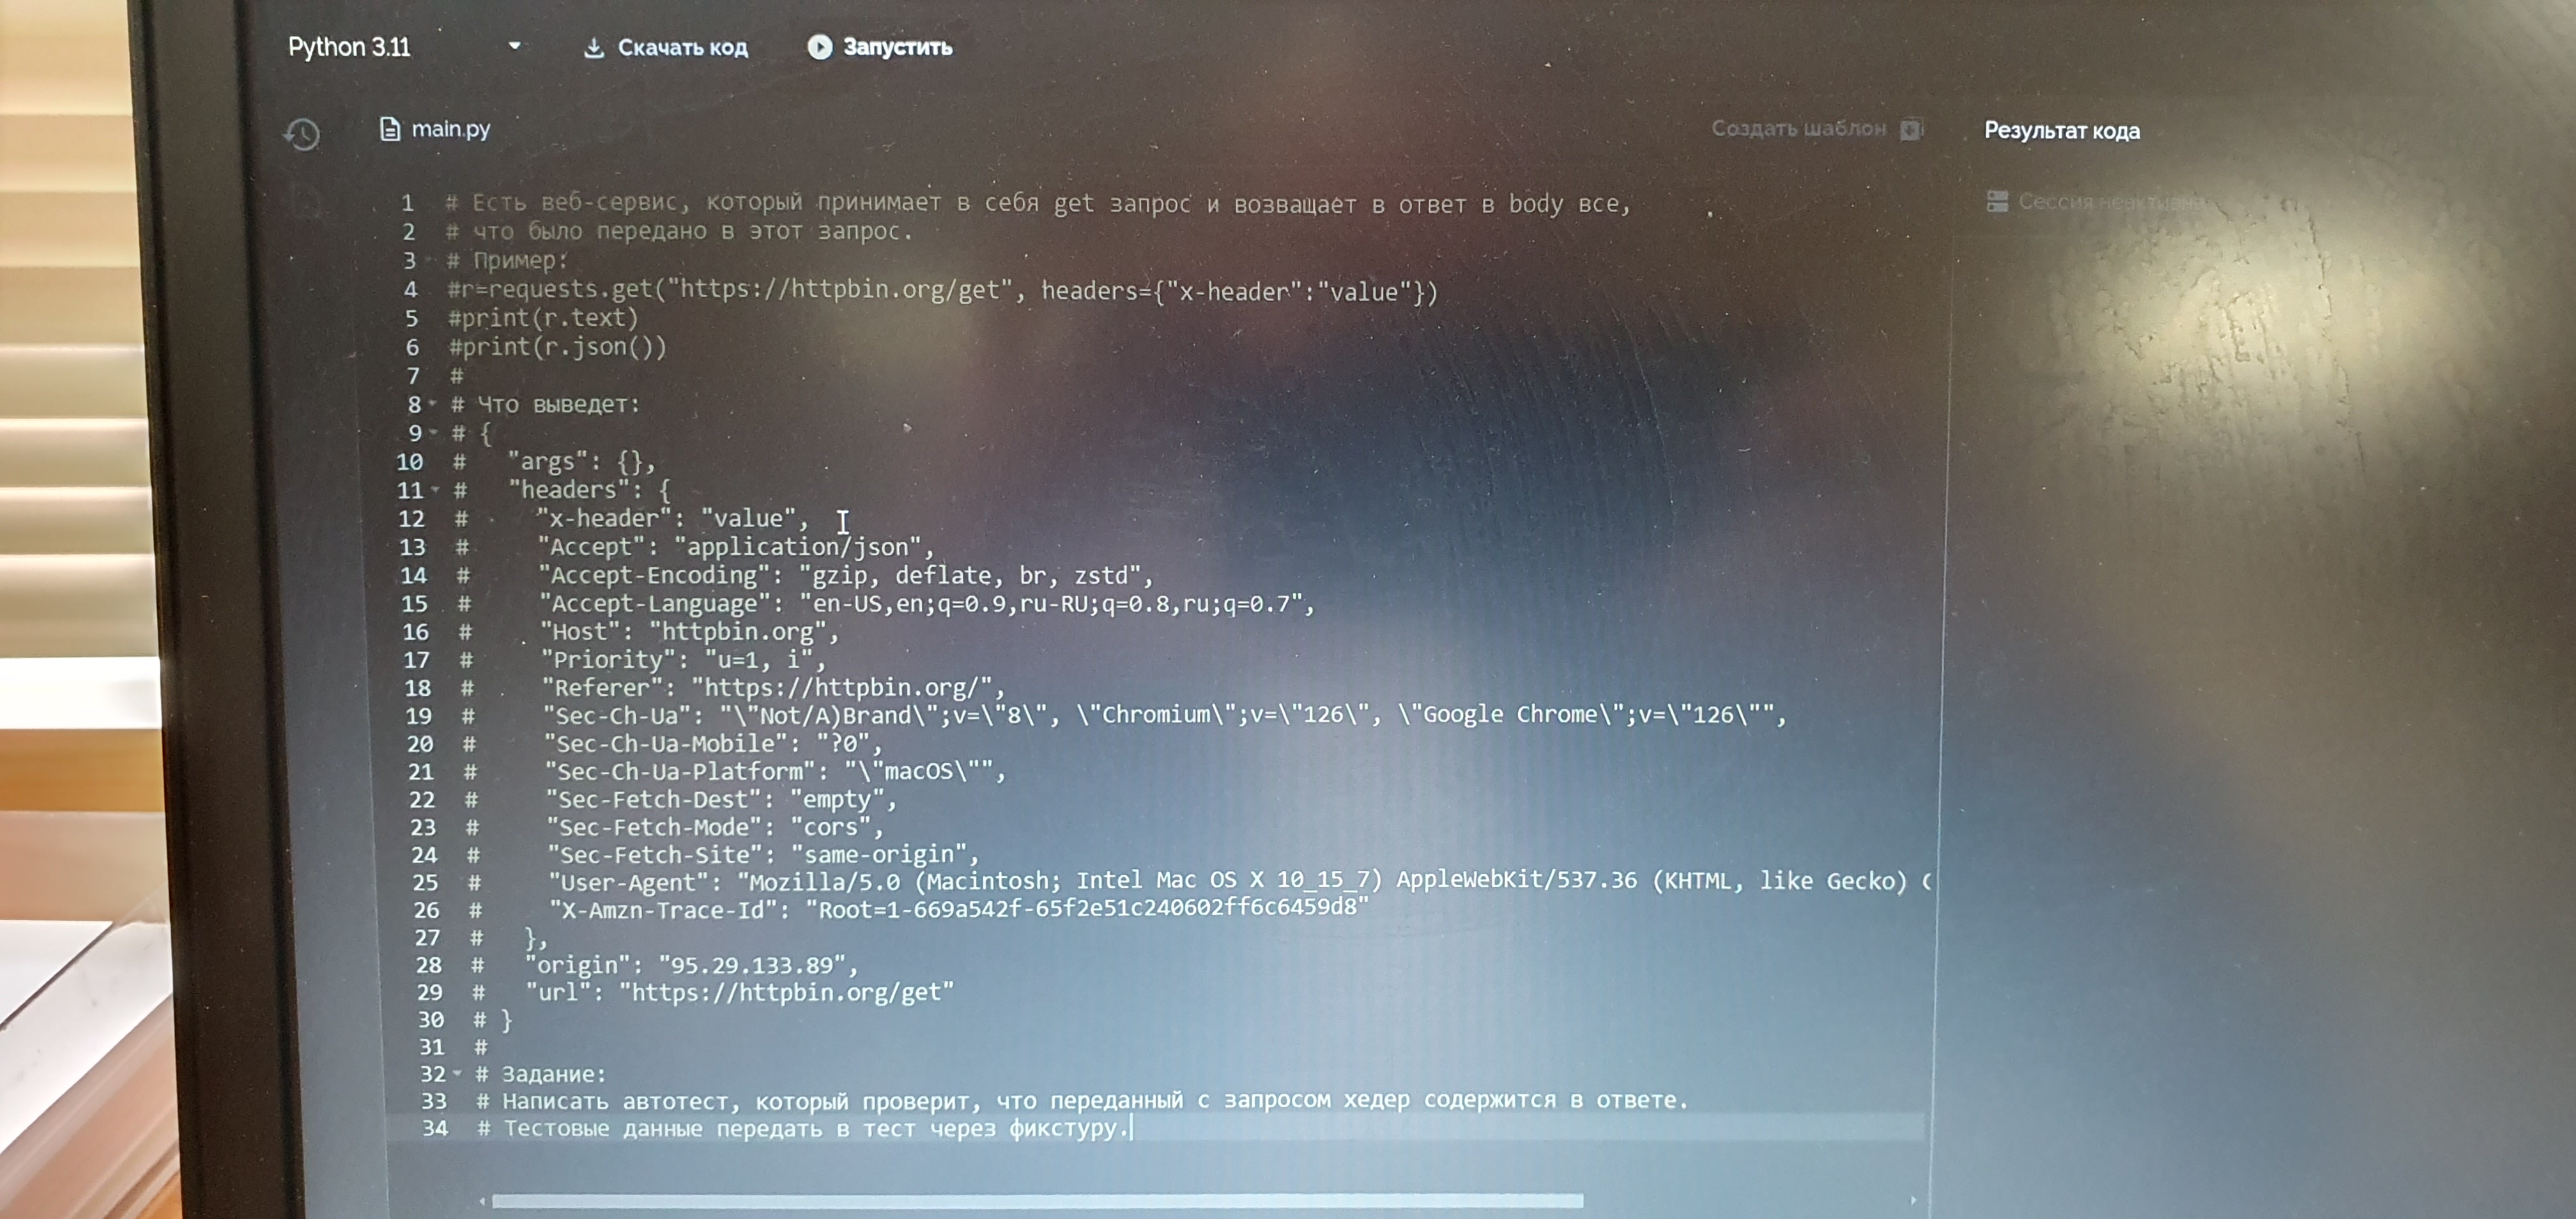 Python 3.11
Скачать код
Запустить
main.py
Создать шаблон
Результат кода
Сессия неактивна
1 # Есть веб-сервис, который принимает в себя get запрос и возващает в ответ в body все,
2 # что было передано в этот запрос.
3 # Пример:
4 #r=requests.get("https://httpbin.org/get", headers={"x-header":"value"})
5 #print(r.text)
6 #print(r.json())
7 #
8 # Что выведет:
9 # {
10 #   "args": {},
11 #   "headers": {
12 #     "x-header": "value",
13 #     "Accept": "application/json",
14 #     "Accept-Encoding": "gzip, deflate, br, zstd",
15 #     "Accept-Language": "en-US,en;q=0.9,ru-RU;q=0.8,ru;q=0.7",
16 #     "Host": "httpbin.org",
17 #     "Priority": "u=1, i",
18 #     "Referer": "https://httpbin.org/",
19 #     "Sec-Ch-Ua": "\"Not/A)Brand\";v=\"8\", \"Chromium\";v=\"126\", \"Google Chrome\";v=\"126\"",
20 #     "Sec-Ch-Ua-Mobile": "?0",
21 #     "Sec-Ch-Ua-Platform": "\"macOS\"",
22 #     "Sec-Fetch-Dest": "empty",
23 #     "Sec-Fetch-Mode": "cors",
24 #     "Sec-Fetch-Site": "same-origin",
25 #     "User-Agent": "Mozilla/5.0 (Macintosh; Intel Mac OS X 10_15_7) AppleWebKit/537.36 (KHTML, like Gecko) C
26 #     "X-Amzn-Trace-Id": "Root=1-669a542f-65f2e51c240602ff6c6459d8"
27 #   },
28 #   "origin": "95.29.133.89",
29 #   "url": "https://httpbin.org/get"
30 # }
31 #
32 # Задание:
33 # Написать автотест, который проверит, что переданный с запросом хедер содержится в ответе.
34 # Тестовые данные передать в тест через фикстуру.